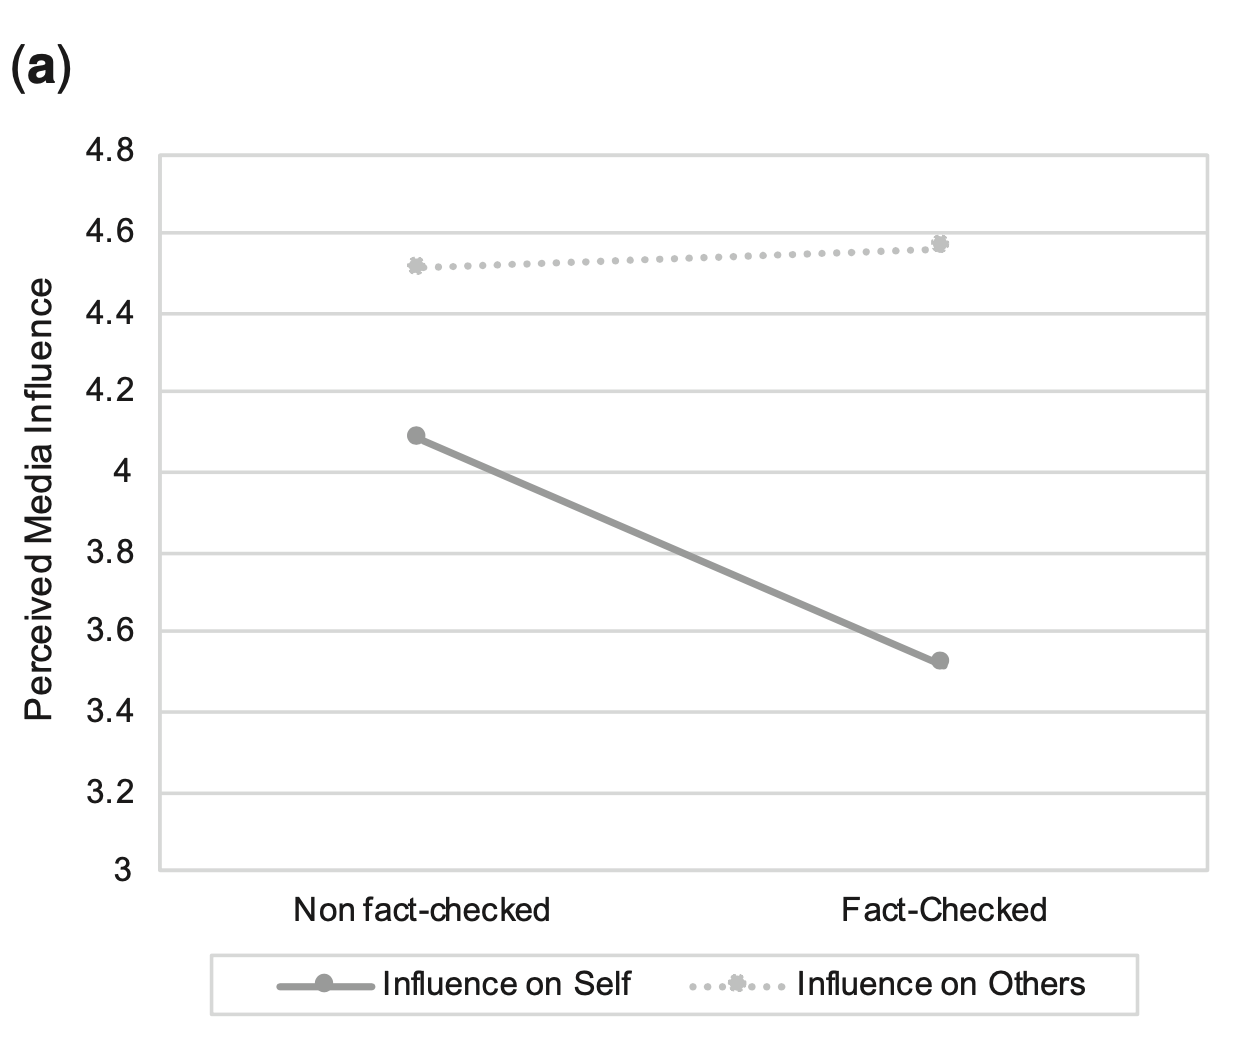 (a)
Perceived Media Influence
4.8
4.6
4.4
4.2
4
3.8
3.6
3.4
3.2
3
Non fact-checked Fact-Checked
Influence on Self Influence on Others